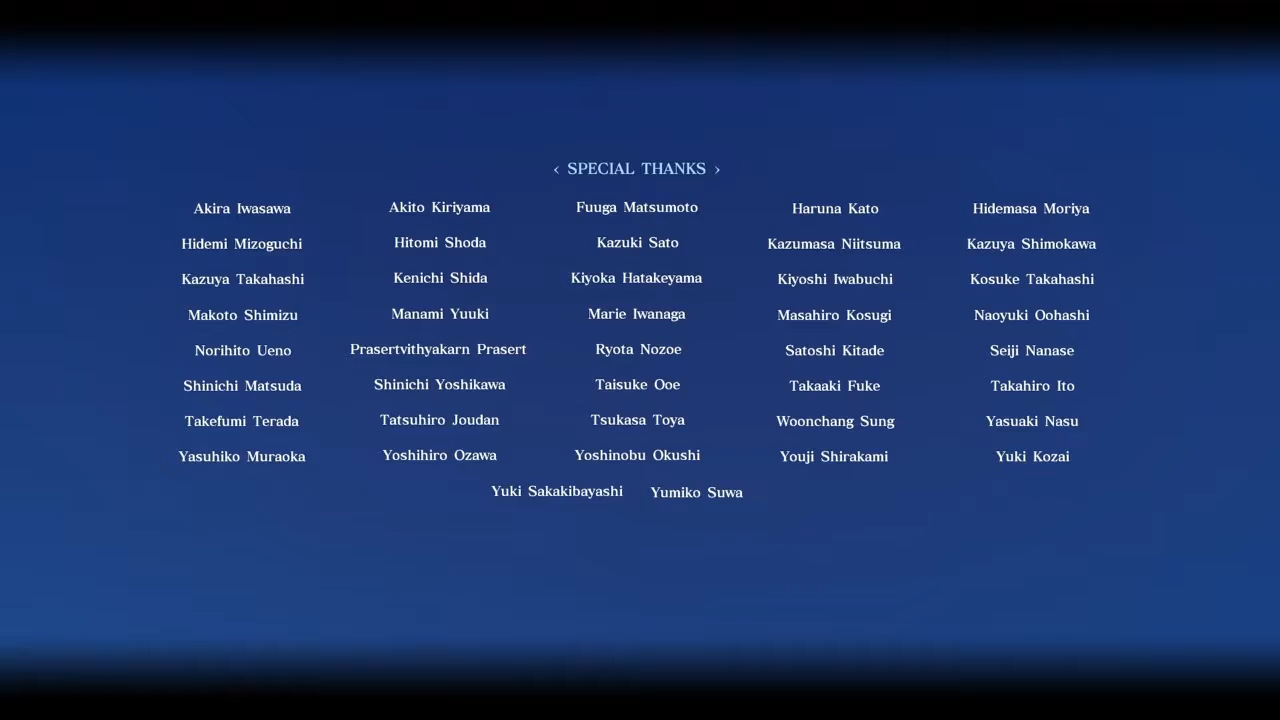 ‹ SPECIAL THANKS ›
Akira Iwasawa Akito Kiriyama Fuuga Matsumoto Haruna Kato Hidemasa Moriya
Hidemi Mizoguchi Hitomi Shoda Kazuki Sato Kazumasa Niitsuma Kazuya Shimokawa
Kazuya Takahashi Kenichi Shida Kiyoka Hatakeyama Kiyoshi Iwabuchi Kosuke Takahashi
Makoto Shimizu Manami Yuuki Marie Iwanaga Masahiro Kosugi Naoyuki Oohashi
Norihito Ueno Prasertvithyakarn Prasert Ryota Nozoe Satoshi Kitade Seiji Nanase
Shinichi Matsuda Shinichi Yoshikawa Taisuke Ooe Takaaki Fuke Takahiro Ito
Takefumi Terada Tatsuhiro Joudan Tsukasa Toya Woonchang Sung Yasuaki Nasu
Yasuhiko Muraoka Yoshihiro Ozawa Yoshinobu Okushi Youji Shirakami Yuki Kozai
Yuki Sakakibayashi Yumiko Suwa